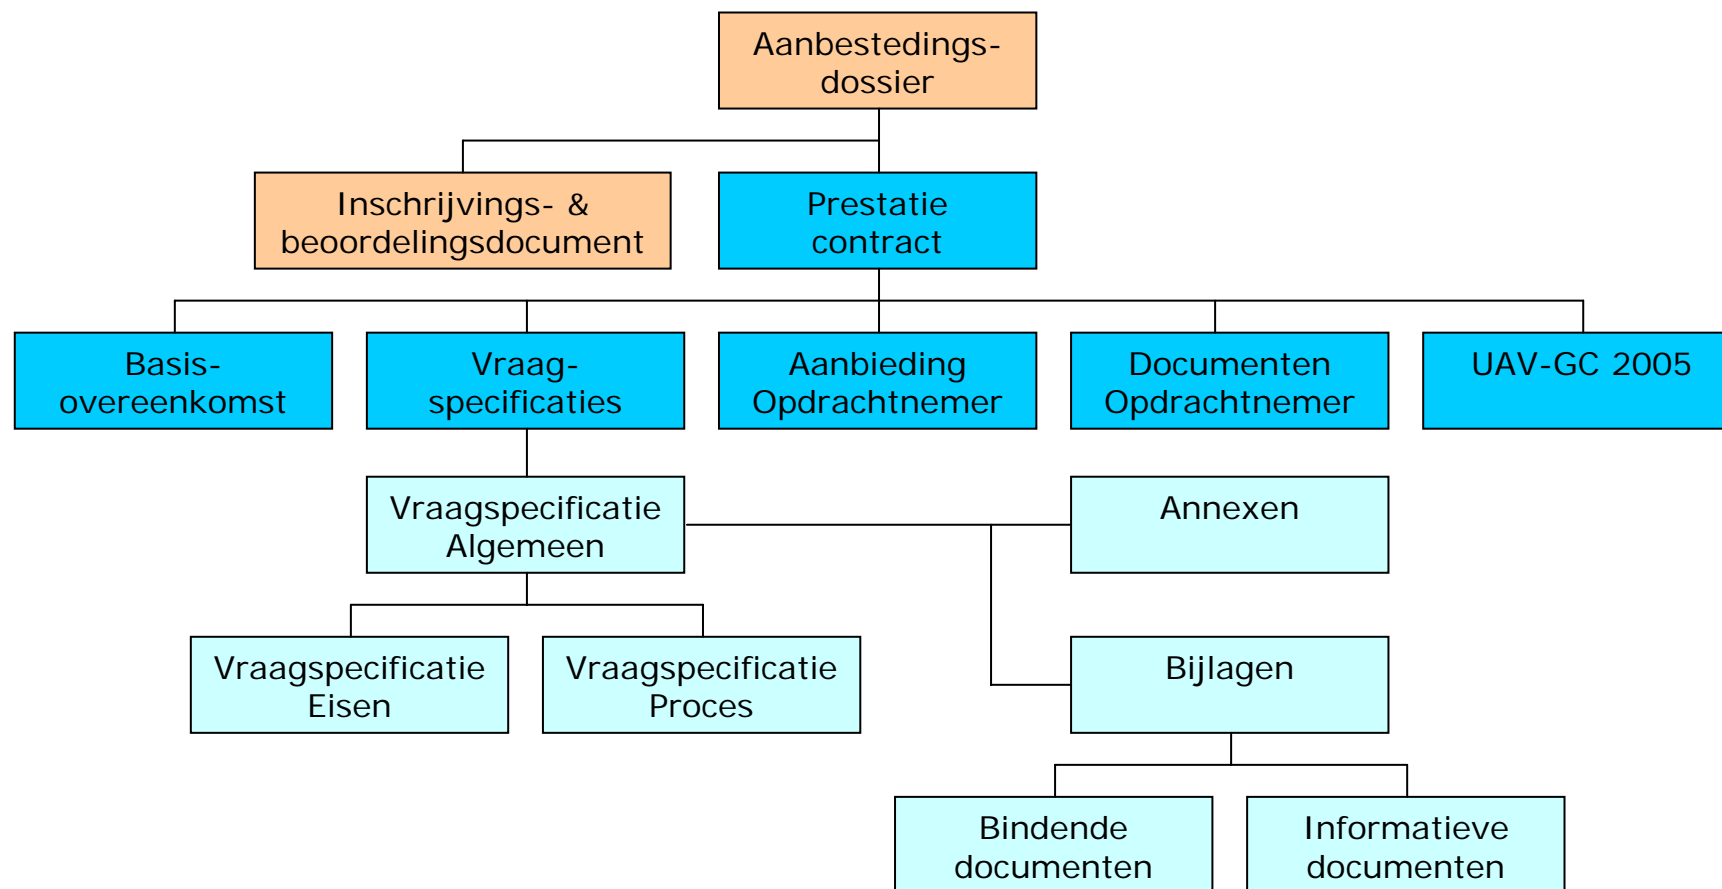 Aanbestedings-
dossier
Inschrijvings- &
beoordelingsdocument
Prestatie
contract
Basis-
overeenkomst
Vraag-
specificaties
Aanbieding
Opdrachtnemer
Documenten
Opdrachtnemer
UAV-GC 2005
Vraagspecificatie
Algemeen
Annexen
Vraagspecificatie
Eisen
Vraagspecificatie
Proces
Bijlagen
Bindende
documenten
Informatieve
documenten